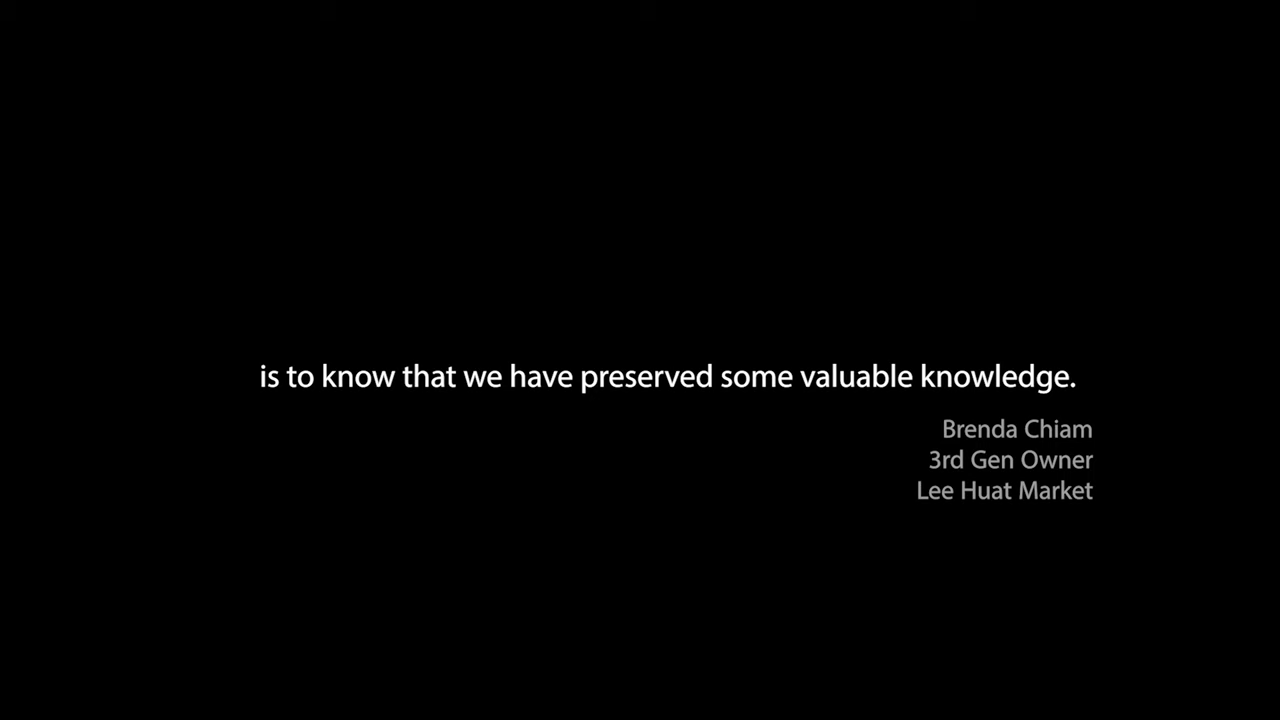 is to know that we have preserved some valuable knowledge.
Brenda Chiam
3rd Gen Owner
Lee Huat Market